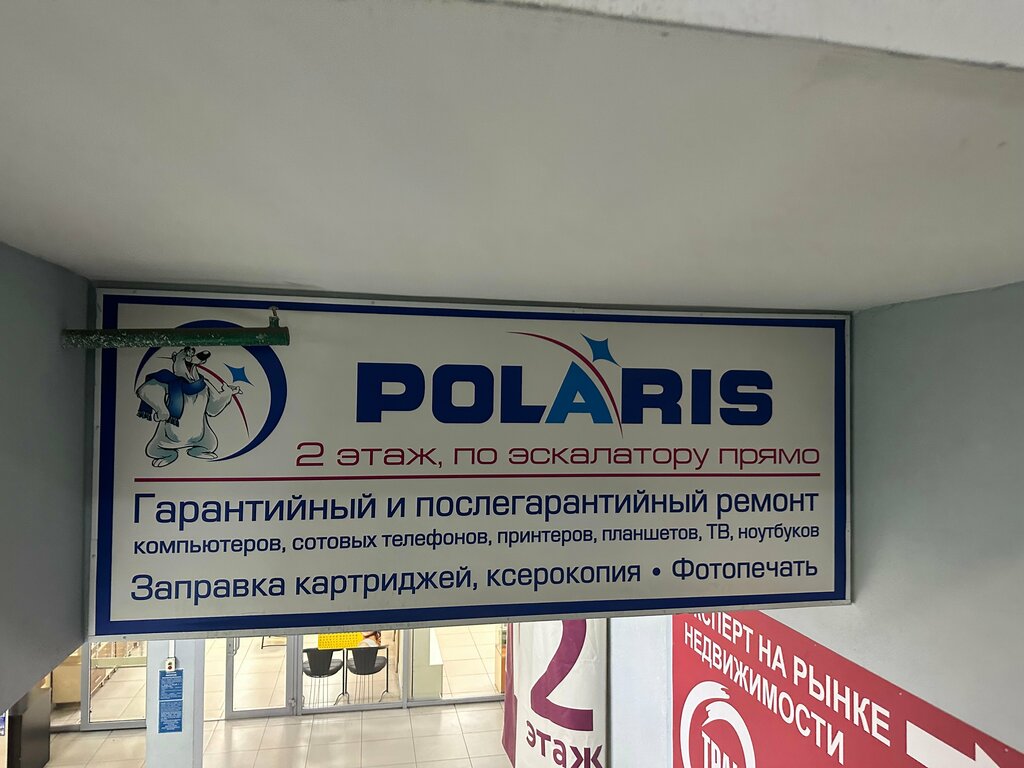 POLARIS
2 этаж, по эскалатору прямо
Гарантийный и послегарантийный ремонт
компьютеров, сотовых телефонов, принтеров, планшетов, ТВ, ноутбуков
Заправка картриджей, ксерокопия • Фотопечать
2
этаж
НА РЫНКЕ
НЕДВИЖИМОСТИ